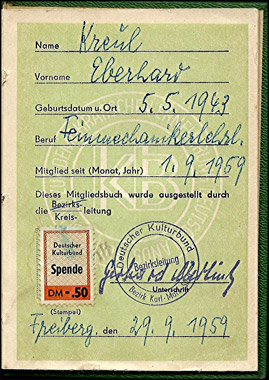 Name Kreul
Vorname Eberhard
Geburtsdatum u. Ort 5. 5. 1943
Beruf Feinmechanikerlehrl.
Mitglied seit (Monat, Jahr) 1. 9. 1959
Dieses Mitgliedsbuch wurde ausgestellt durch
die Bezirks-
Kreis- leitung
Deutscher
Kulturbund
Spende
DM -.50
Deutscher Kulturbund
Bezirksleitung
Bezirk Karl-Marx
(Stempel)
Unterschrift
Freiberg, den 29. 9. 1959